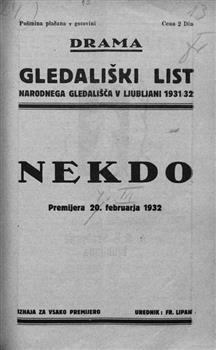 Poštnina plačana v gotovini Cena 2 Din
DRAMA
GLEDALIŠKI LIST
NARODNEGA GLEDALIŠČA V LJUBLJANI 1931/32
NEKDO
Premijera 20. februarja 1932
IZHAJA ZA VSAKO PREMIJERO UREDNIK: FR. LIPAH